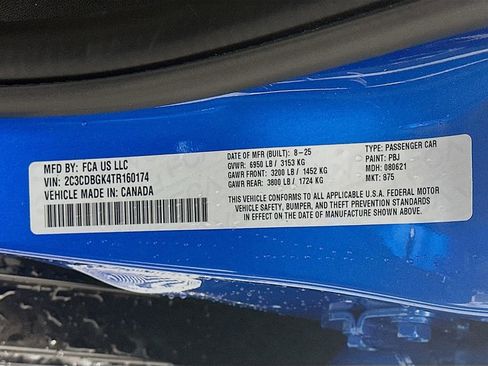 MFD BY: FCA US LLC
VIN: 2C3CDBGK4TR160174
VEHICLE MADE IN: CANADA
DATE OF MFR (BUILT): 8-25
GVWR: 6950 LB / 3153 KG
GAWR FRONT: 3200 LB / 1452 KG
GAWR REAR: 3800 LB / 1724 KG
TYPE: PASSENGER CAR
PAINT: PBJ
MDH: 080621
MKT: 975
THIS VEHICLE CONFORMS TO ALL APPLICABLE U.S.A. FEDERAL MOTOR
VEHICLE SAFETY, BUMPER, AND THEFT PREVENTION STANDARDS
IN EFFECT ON THE DATE OF MANUFACTURE SHOWN ABOVE.